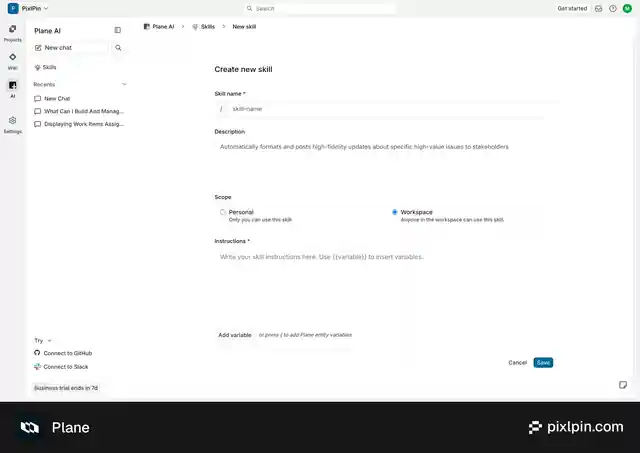 P PixlPin
Search
Get started
M
Projects
Wiki
AI
Settings
Plane AI
New chat
Skills
Recents
New Chat
What Can I Build And Manag...
Displaying Work Items Assig...
Try
Connect to GitHub
Connect to Slack
Business trial ends in 7d
Plane AI > Skills > New skill
Create new skill
Skill name *
/ skill-name
Description
Automatically formats and posts high-fidelity updates about specific high-value issues to stakeholders
Scope
Personal
Only you can use this skill
Workspace
Anyone in the workspace can use this skill.
Instructions *
Write your skill instructions here. Use {{variable}} to insert variables.
Add variable or press { to add Plane entity variables
Cancel Save
Plane
pixlpin.com